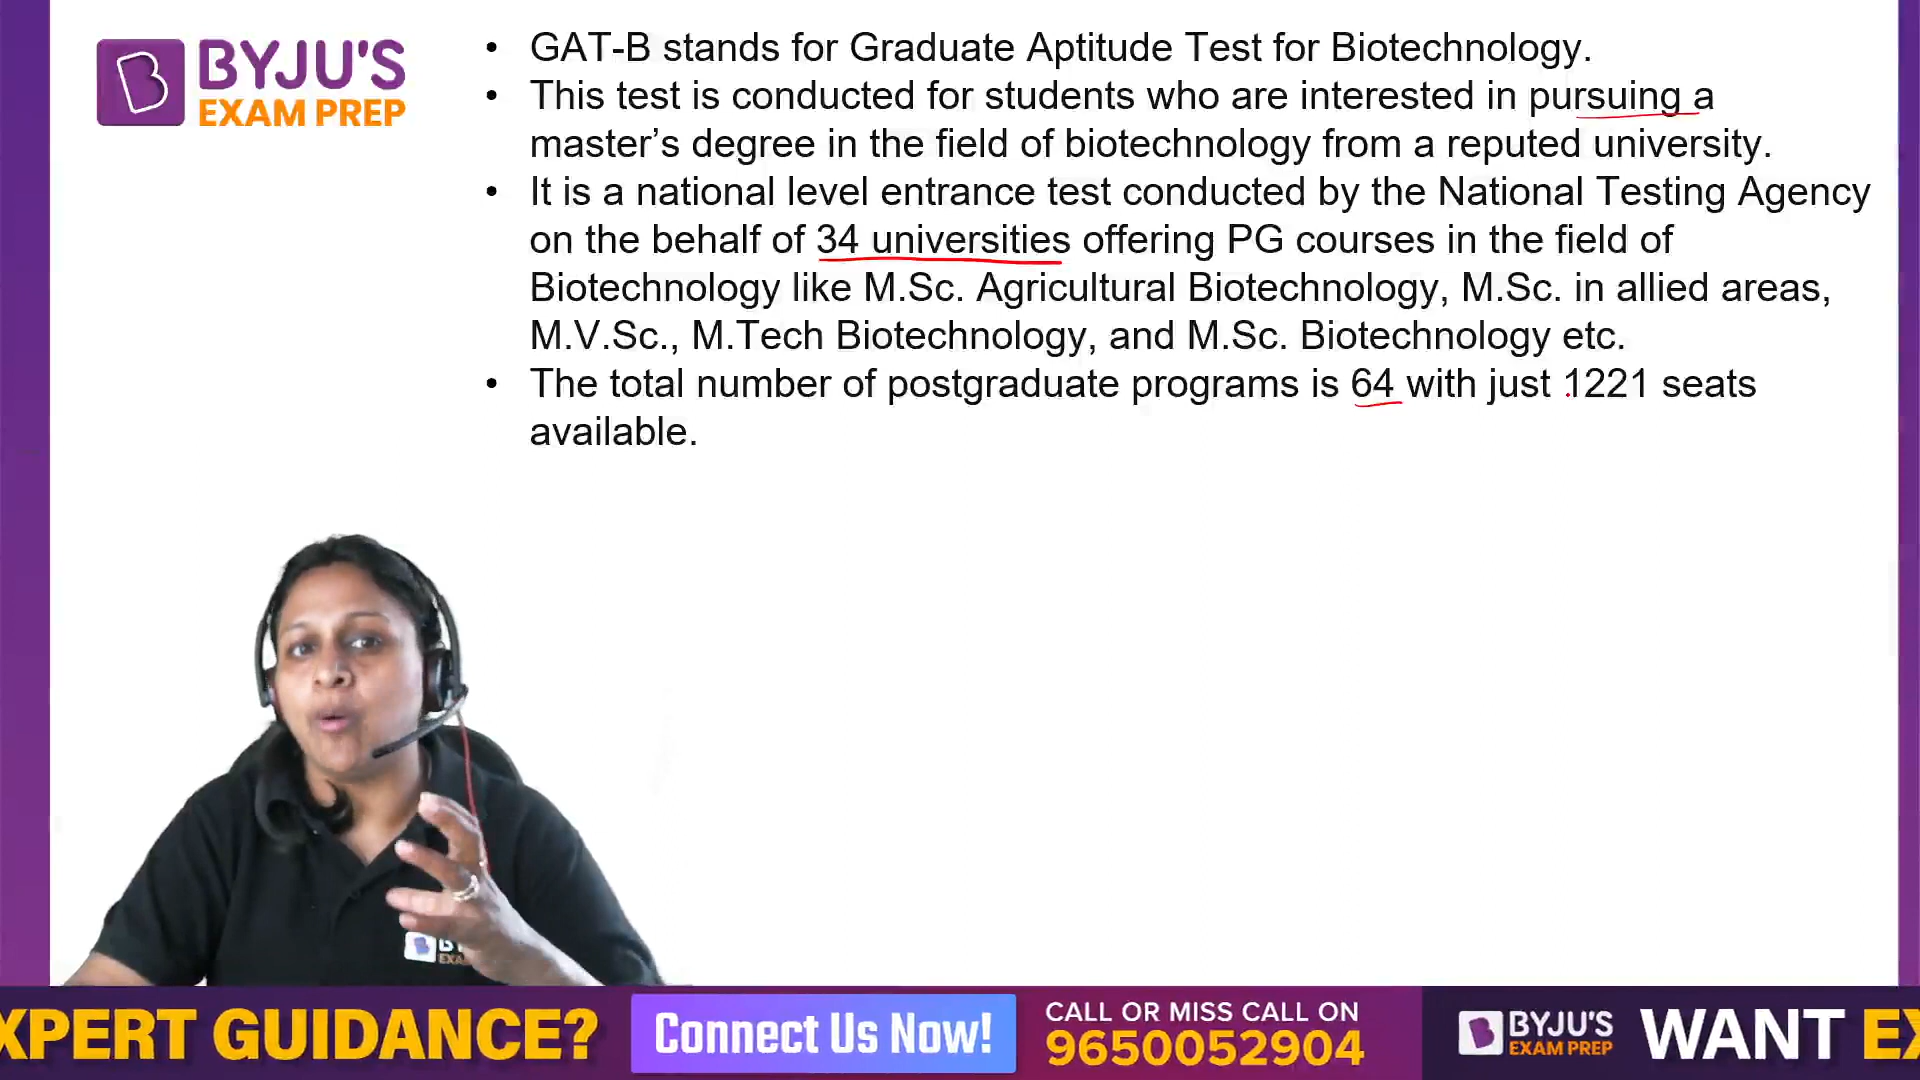 BYJU'S
EXAM PREP
• GAT-B stands for Graduate Aptitude Test for Biotechnology.
• This test is conducted for students who are interested in pursuing a
master’s degree in the field of biotechnology from a reputed university.
• It is a national level entrance test conducted by the National Testing Agency
on the behalf of 34 universities offering PG courses in the field of
Biotechnology like M.Sc. Agricultural Biotechnology, M.Sc. in allied areas,
M.V.Sc., M.Tech Biotechnology, and M.Sc. Biotechnology etc.
• The total number of postgraduate programs is 64 with just 1221 seats
available.
XPERT GUIDANCE?
Connect Us Now!
CALL OR MISS CALL ON
9650052904
BYJU'S
EXAM PREP
WANT EX